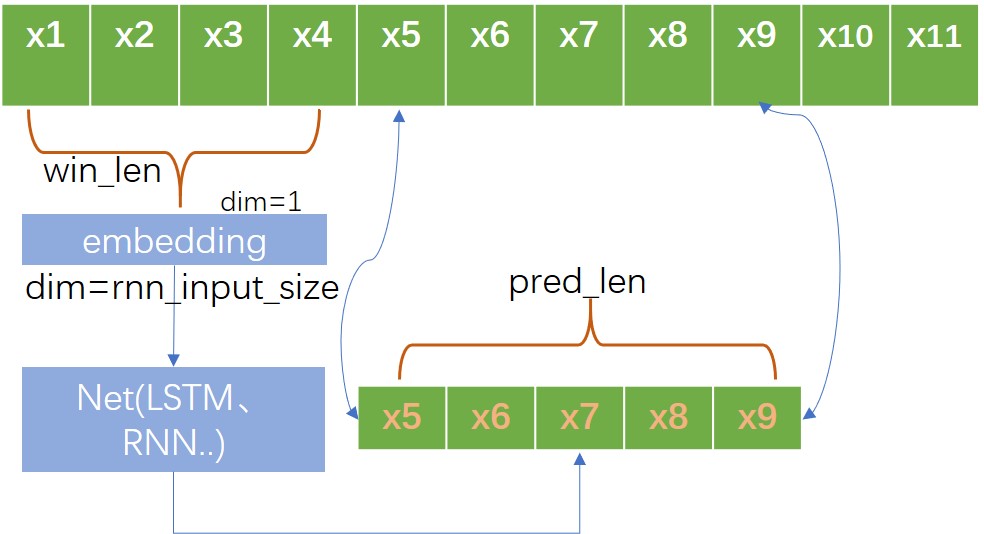 x1 x2 x3 x4 x5 x6 x7 x8 x9 x10 x11
win_len
dim=1
embedding
dim=rnn_input_size
pred_len
Net(LSTM、
RNN..)
x5 x6 x7 x8 x9